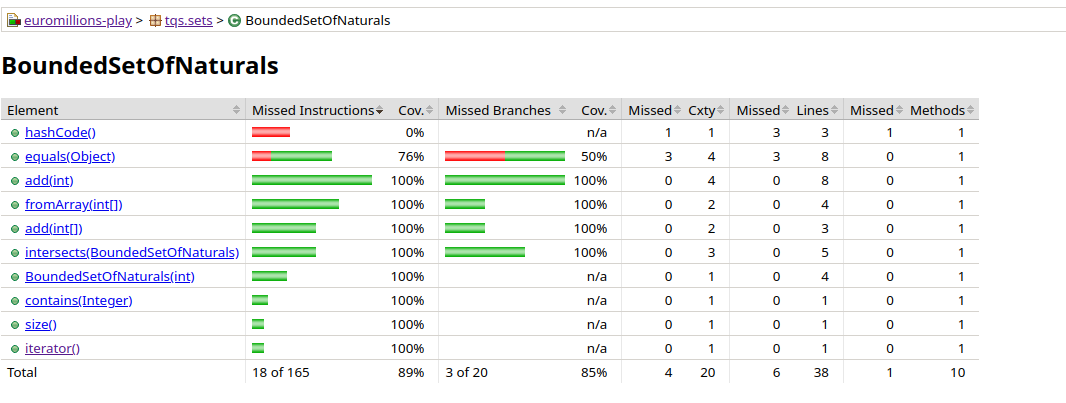 euromillions-play > tqs.sets > BoundedSetOfNaturals
BoundedSetOfNaturals
Element Missed Instructions Cov. Missed Branches Cov. Missed Cxty Missed Lines Missed Methods
hashCode() 0% n/a 1 1 3 3 1 1
equals(Object) 76% 50% 3 4 3 8 0 1
add(int) 100% 100% 0 4 0 8 0 1
fromArray(int[]) 100% 100% 0 2 0 4 0 1
add(int[]) 100% 100% 0 2 0 3 0 1
intersects(BoundedSetOfNaturals) 100% 100% 0 3 0 5 0 1
BoundedSetOfNaturals(int) 100% n/a 0 1 0 4 0 1
contains(Integer) 100% n/a 0 1 0 1 0 1
size() 100% n/a 0 1 0 1 0 1
iterator() 100% n/a 0 1 0 1 0 1
Total 18 of 165 89% 3 of 20 85% 4 20 6 38 1 10